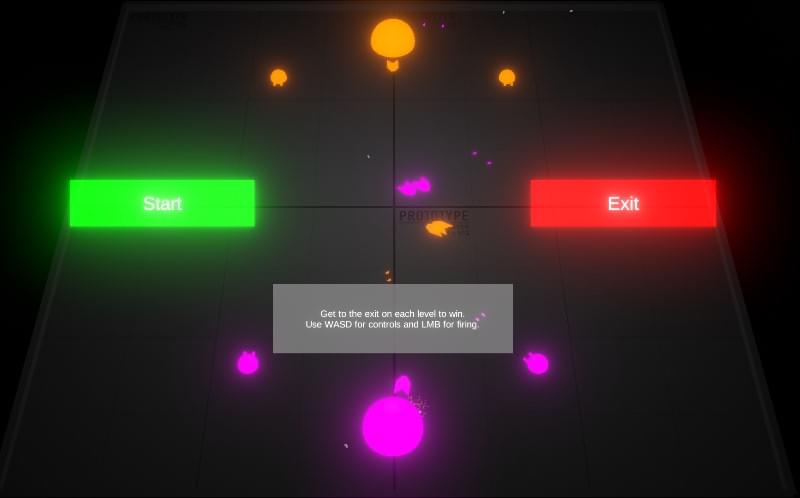 Start
Exit
PROTOTYPE
Get to the exit on each level to win.
Use WASD for controls and LMB for firing.